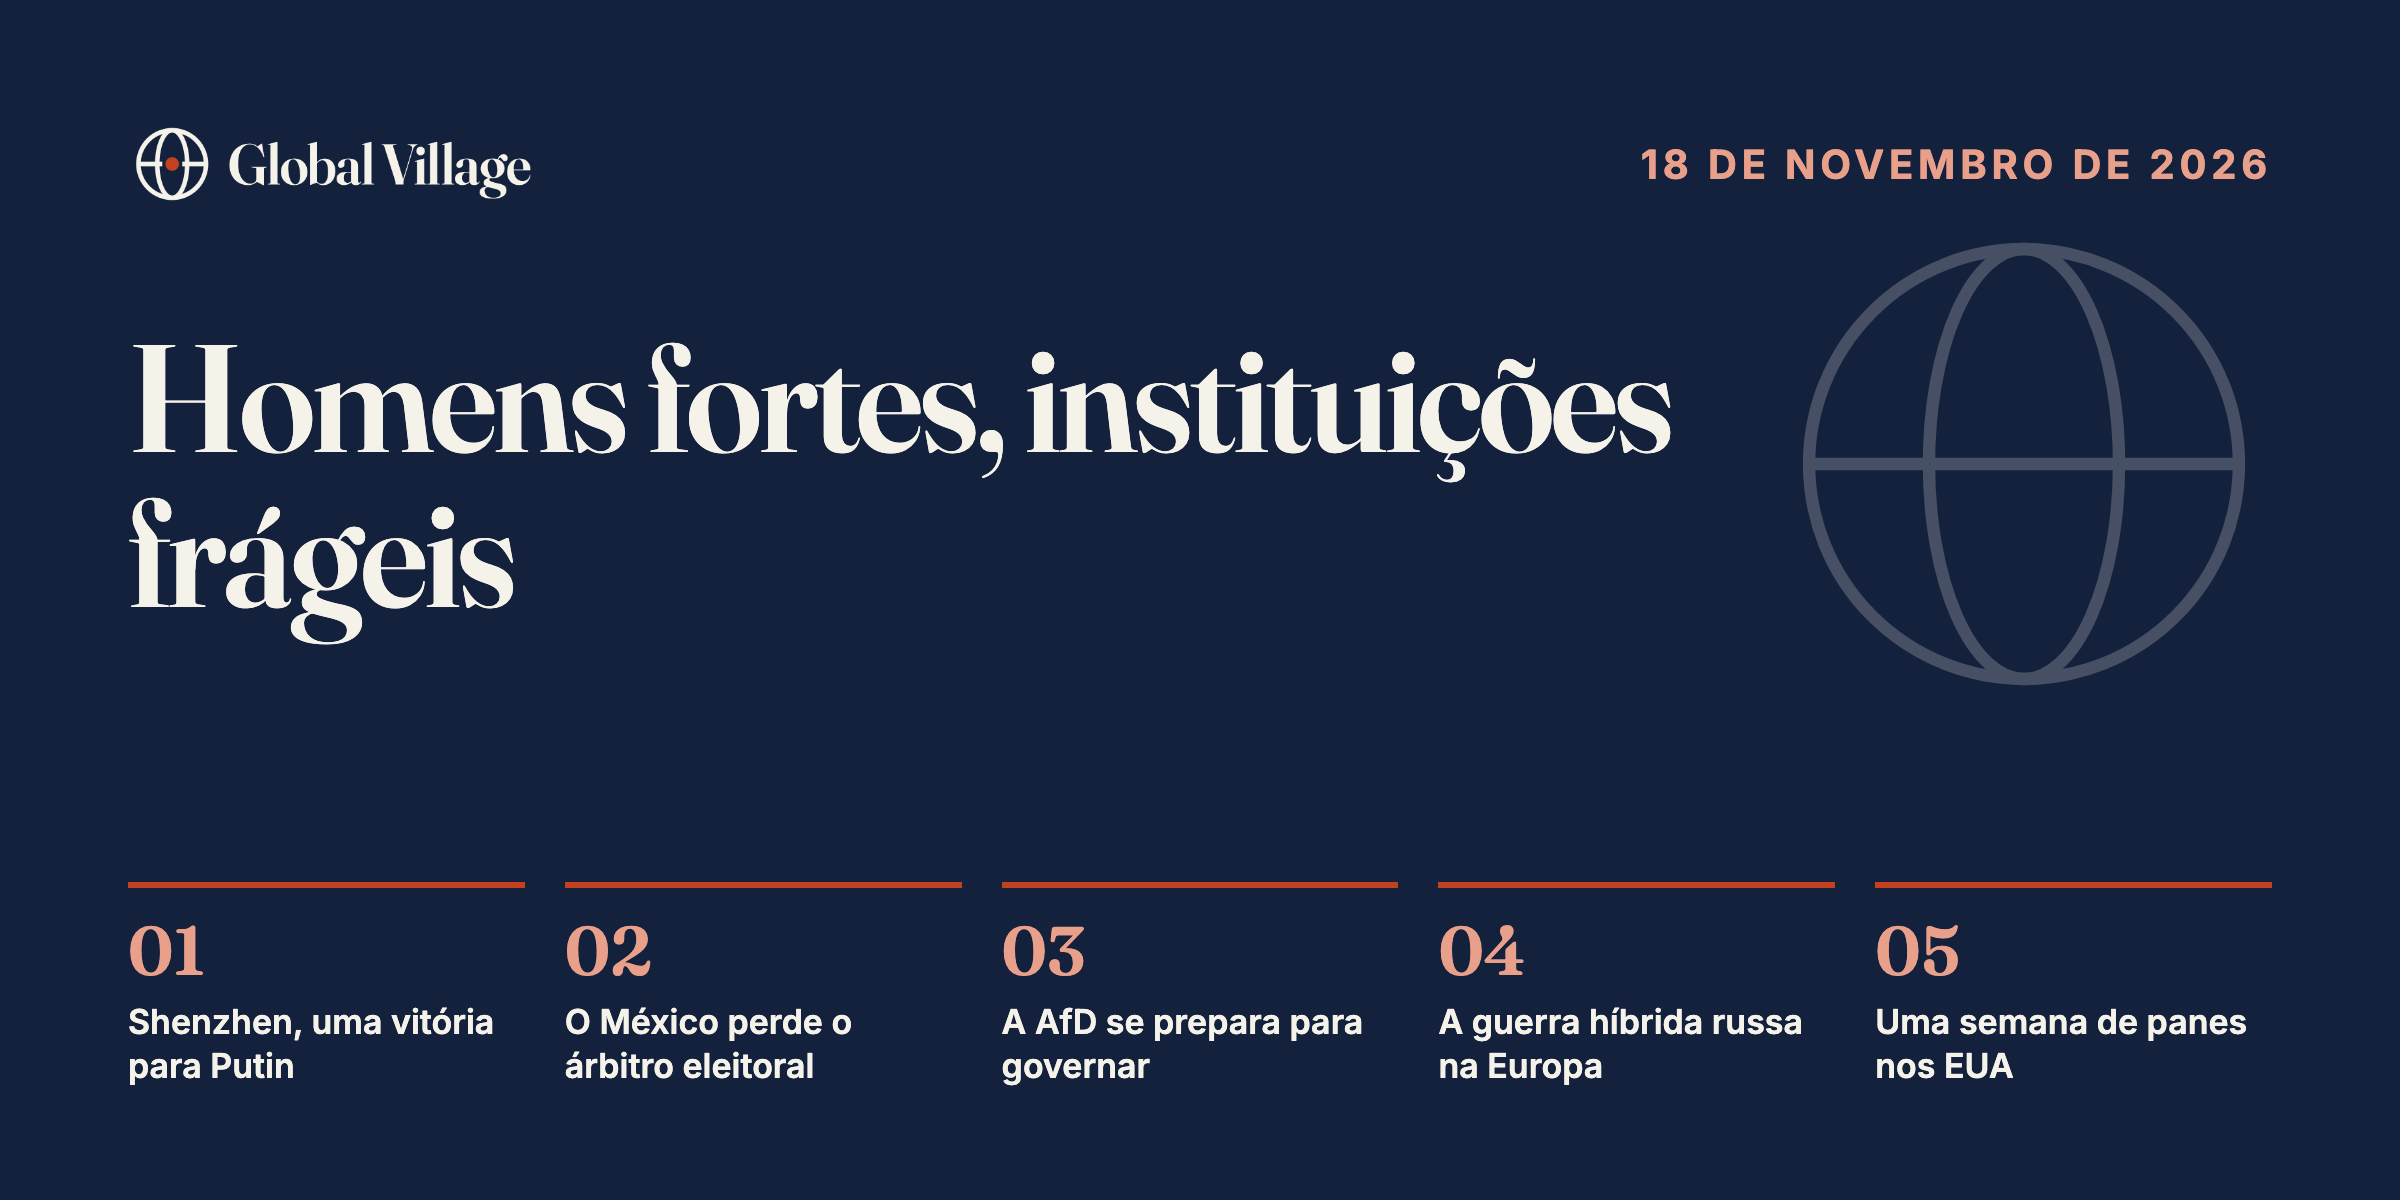 Global Village
18 DE NOVEMBRO DE 2026
Homens fortes, instituições
frágeis
01
Shenzhen, uma vitória
para Putin
02
O México perde o
árbitro eleitoral
03
A AfD se prepara para
governar
04
A guerra híbrida russa
na Europa
05
Uma semana de panes
nos EUA